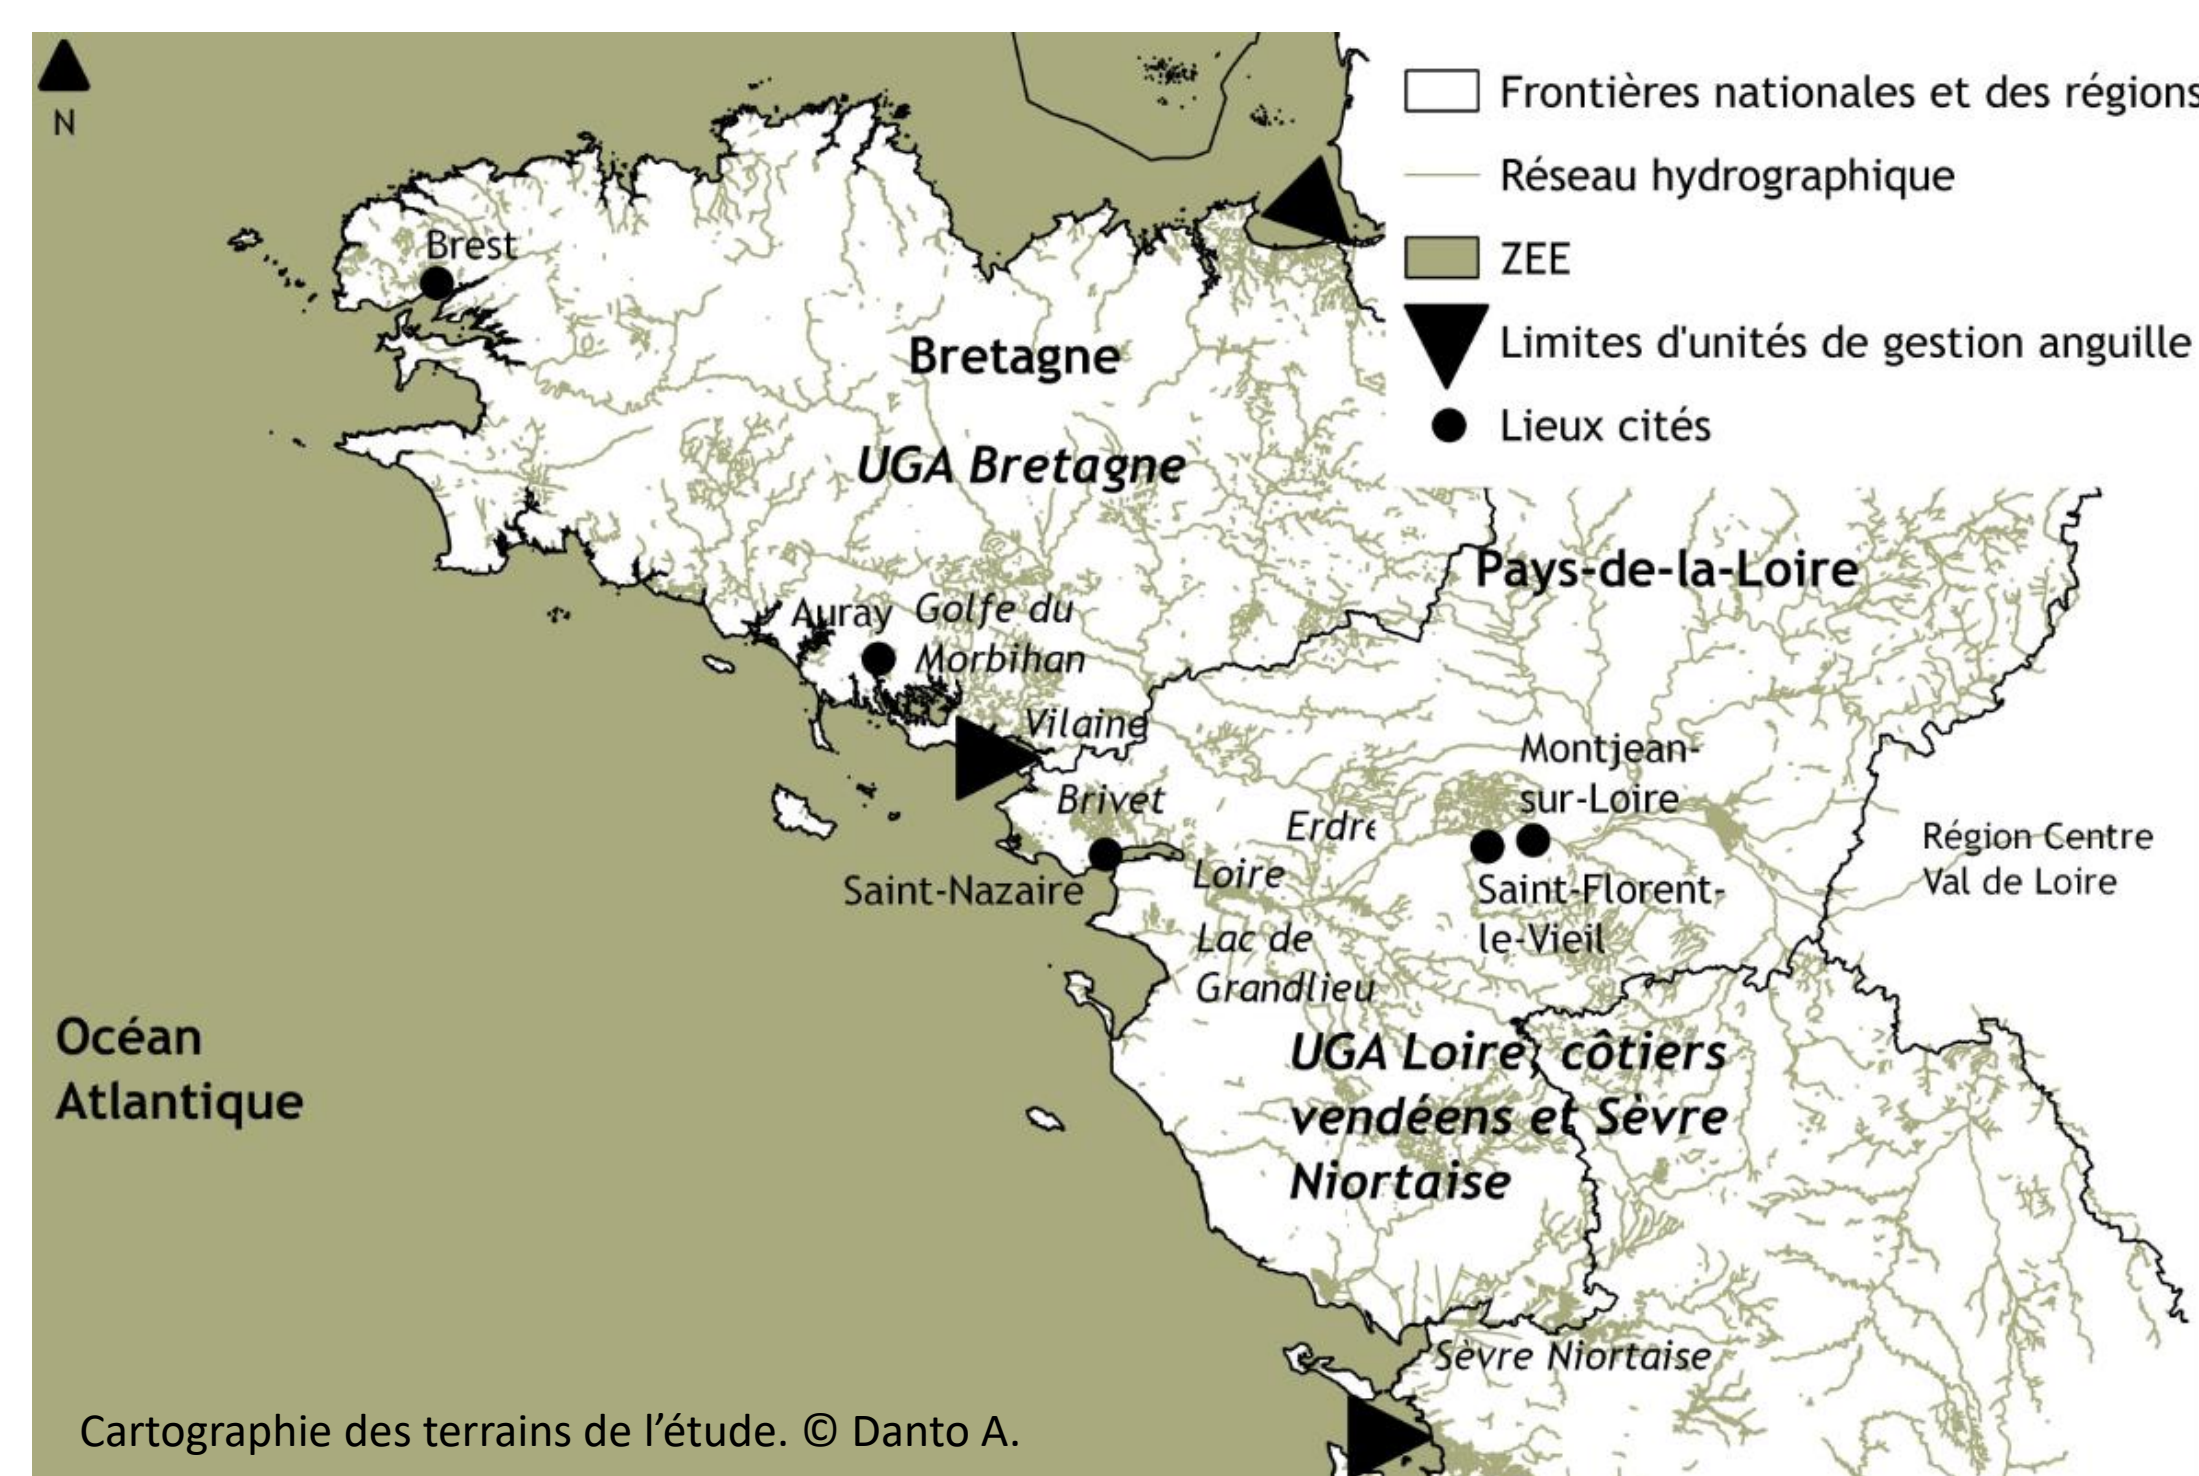 N
Frontières nationales et des régions
Réseau hydrographique
ZEE
Limites d'unités de gestion anguille
Lieux cités
Brest
Bretagne
UGA Bretagne
Pays-de-la-Loire
Auray
Golfe du
Morbihan
Vilaine
Brivet
Montjean-
sur-Loire
Erdre
Région Centre
Val de Loire
Saint-Nazaire
Loire
Saint-Florent-
le-Vieil
Lac de
Grandlieu
Océan
Atlantique
UGA Loire, côtiers
vendéens et Sèvre
Niortaise
Sèvre Niortaise
Cartographie des terrains de l’étude. © Danto A.